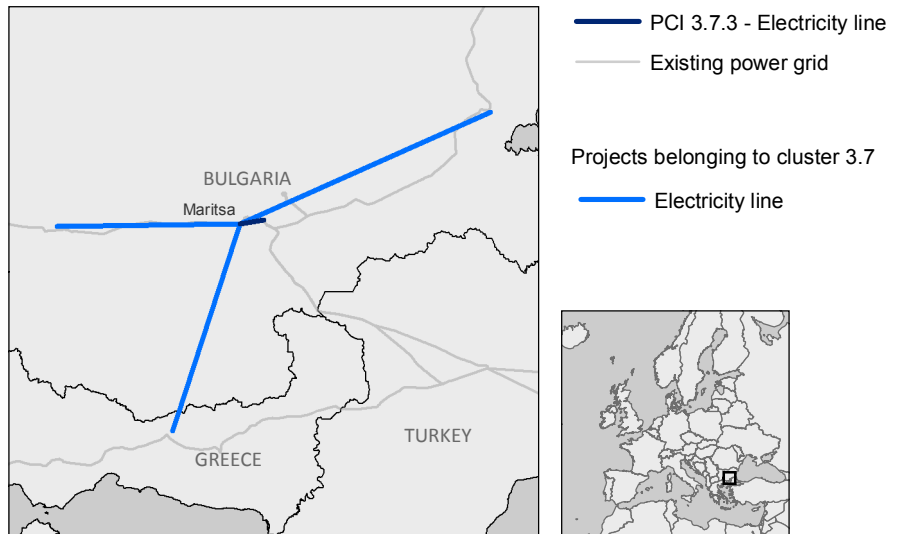 PCI 3.7.3 - Electricity line
Existing power grid
Projects belonging to cluster 3.7
Electricity line
BULGARIA
Maritsa
TURKEY
GREECE